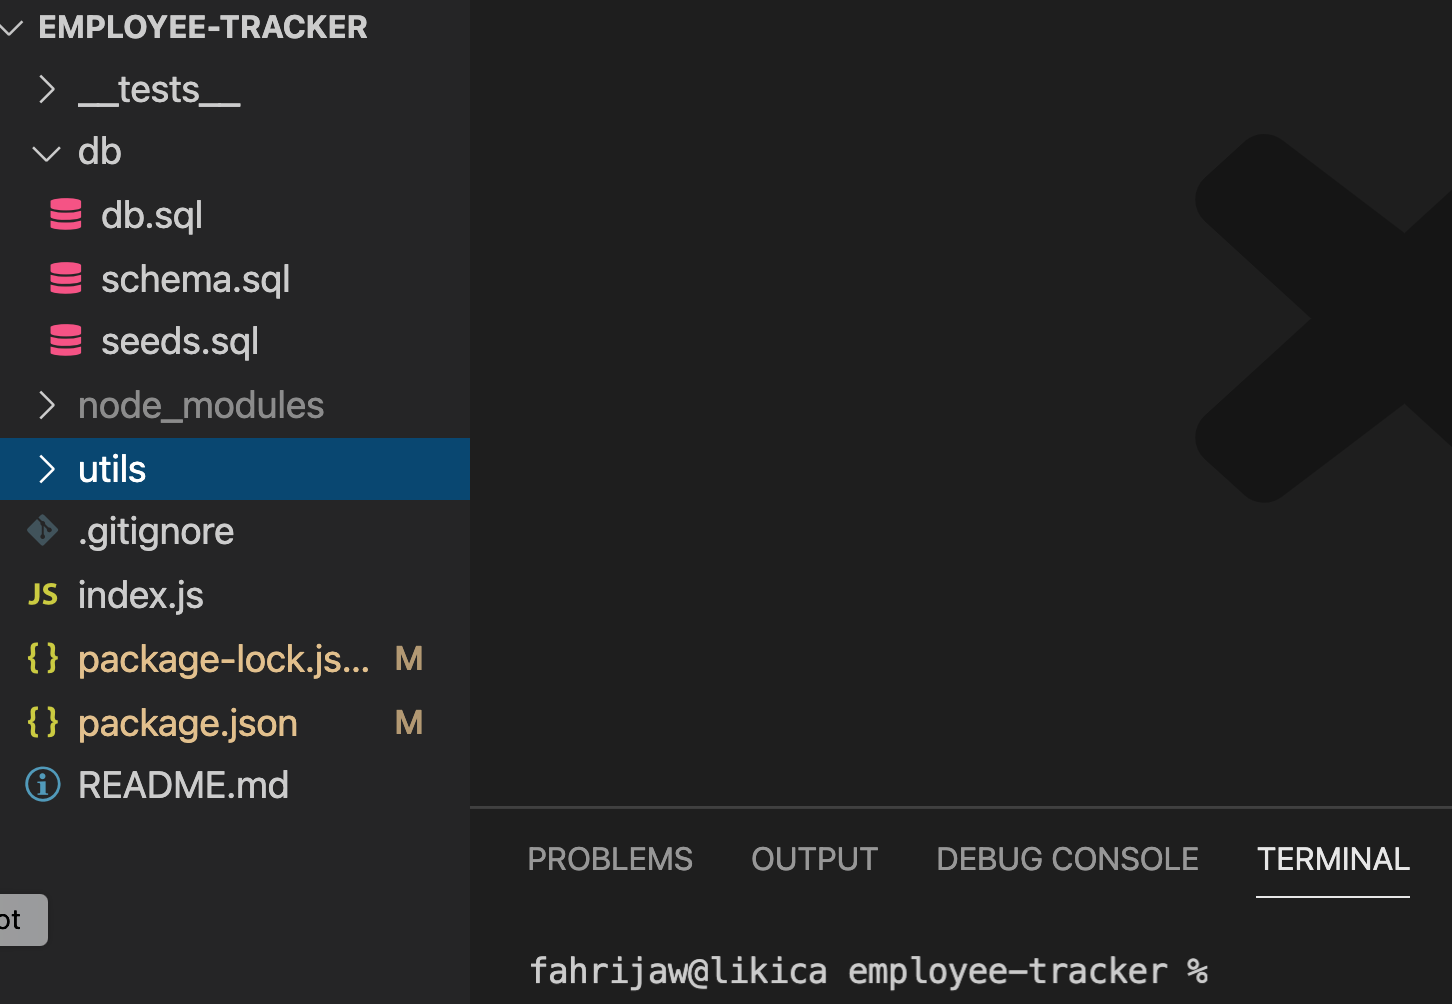 EMPLOYEE-TRACKER
__tests__
db
db.sql
schema.sql
seeds.sql
node_modules
utils
.gitignore
JS index.js
{} package-lock.js... M
{} package.json M
README.md
ot
PROBLEMS OUTPUT DEBUG CONSOLE TERMINAL
fahrijaw@likica employee-tracker %